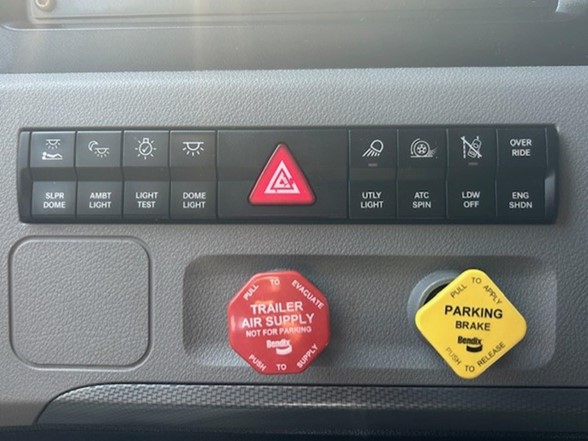 OVER
RIDE
SLPR
DOME
AMBT
LIGHT
LIGHT
TEST
DOME
LIGHT
UTLY
LIGHT
ATC
SPIN
LDW
OFF
ENG
SHDN
PULL TO EVACUATE
TRAILER
AIR SUPPLY
NOT FOR PARKING
Bendix
PUSH TO SUPPLY
PULL TO APPLY
PARKING
BRAKE
Bendix
PUSH TO RELEASE